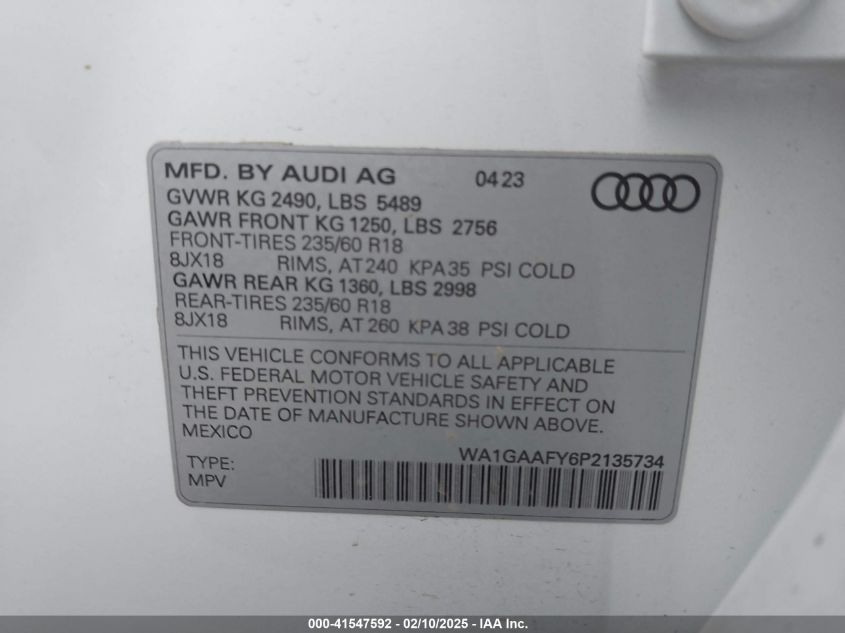 MFD. BY AUDI AG 04 23
GVWR KG 2490, LBS 5489
GAWR FRONT KG 1250, LBS 2756
FRONT-TIRES 235/60 R18
8JX18 RIMS, AT 240 KPA 35 PSI COLD
GAWR REAR KG 1360, LBS 2998
REAR-TIRES 235/60 R18
8JX18 RIMS, AT 260 KPA 38 PSI COLD
THIS VEHICLE CONFORMS TO ALL APPLICABLE
U.S. FEDERAL MOTOR VEHICLE SAFETY AND
THEFT PREVENTION STANDARDS IN EFFECT ON
THE DATE OF MANUFACTURE SHOWN ABOVE.
MEXICO
WA1GAAFY6P2135734
TYPE:
MPV
000-41547592 - 02/10/2025 - IAA Inc.